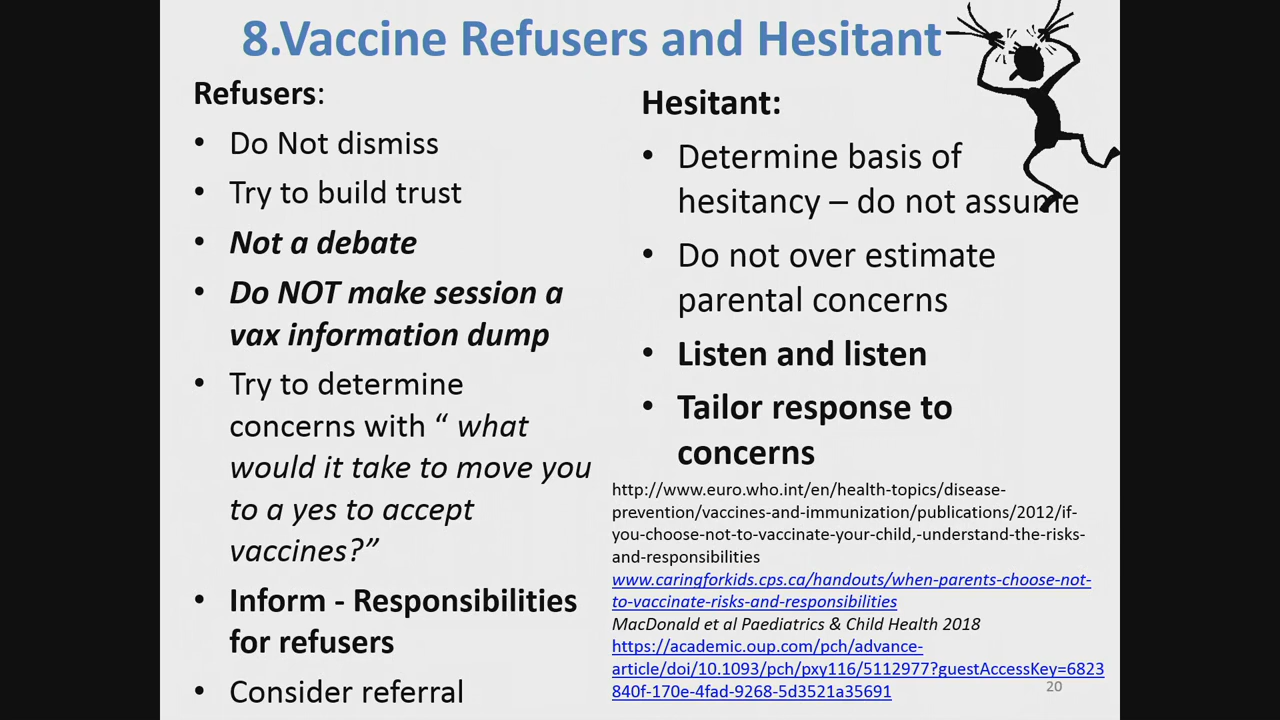 8.Vaccine Refusers and Hesitant
Refusers:
• Do Not dismiss
• Try to build trust
• Not a debate
• Do NOT make session a
vax information dump
• Try to determine
concerns with “ what
would it take to move you
to a yes to accept
vaccines?”
• Inform - Responsibilities
for refusers
• Consider referral
Hesitant:
• Determine basis of
hesitancy – do not assume
• Do not over estimate
parental concerns
• Listen and listen
• Tailor response to
concerns
http://www.euro.who.int/en/health-topics/disease-
prevention/vaccines-and-immunization/publications/2012/if-
you-choose-not-to-vaccinate-your-child,-understand-the-risks-
and-responsibilities
www.caringforkids.cps.ca/handouts/when-parents-choose-not-
to-vaccinate-risks-and-responsibilities
MacDonald et al Paediatrics & Child Health 2018
https://academic.oup.com/pch/advance-
article/doi/10.1093/pch/pxy116/5112977?guestAccessKey=6823
840f-170e-4fad-9268-5d3521a35691
20